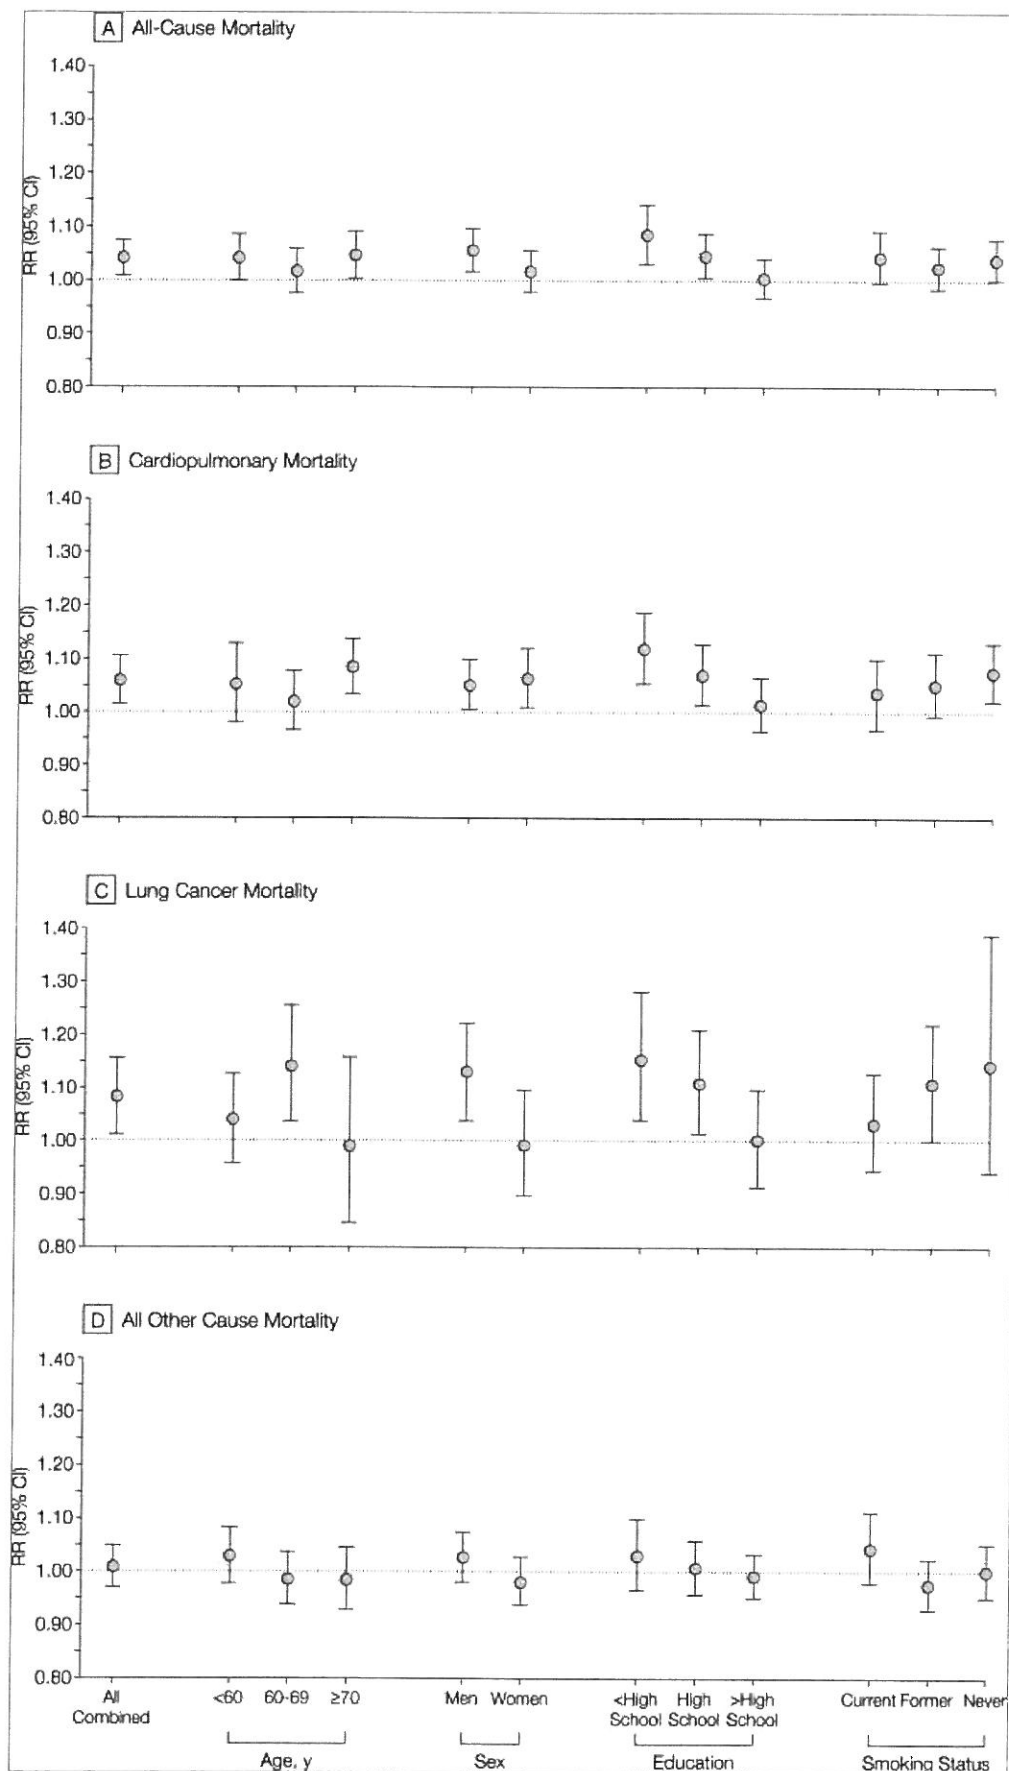 A All-Cause Mortality
1.40
1.30
1.20
1.10
1.00
0.90
0.80
RR (95% CI)
B Cardiopulmonary Mortality
1.40
1.30
1.20
1.10
1.00
0.90
0.80
RR (95% CI)
C Lung Cancer Mortality
1.40
1.30
1.20
1.10
1.00
0.90
0.80
RR (95% CI)
D All Other Cause Mortality
1.40
1.30
1.20
1.10
1.00
0.90
0.80
RR (95% CI)
All <60 60-69 ≥70 Men Women <High High >High Current Former Never
Combined School School School
Age, y Sex Education Smoking Status